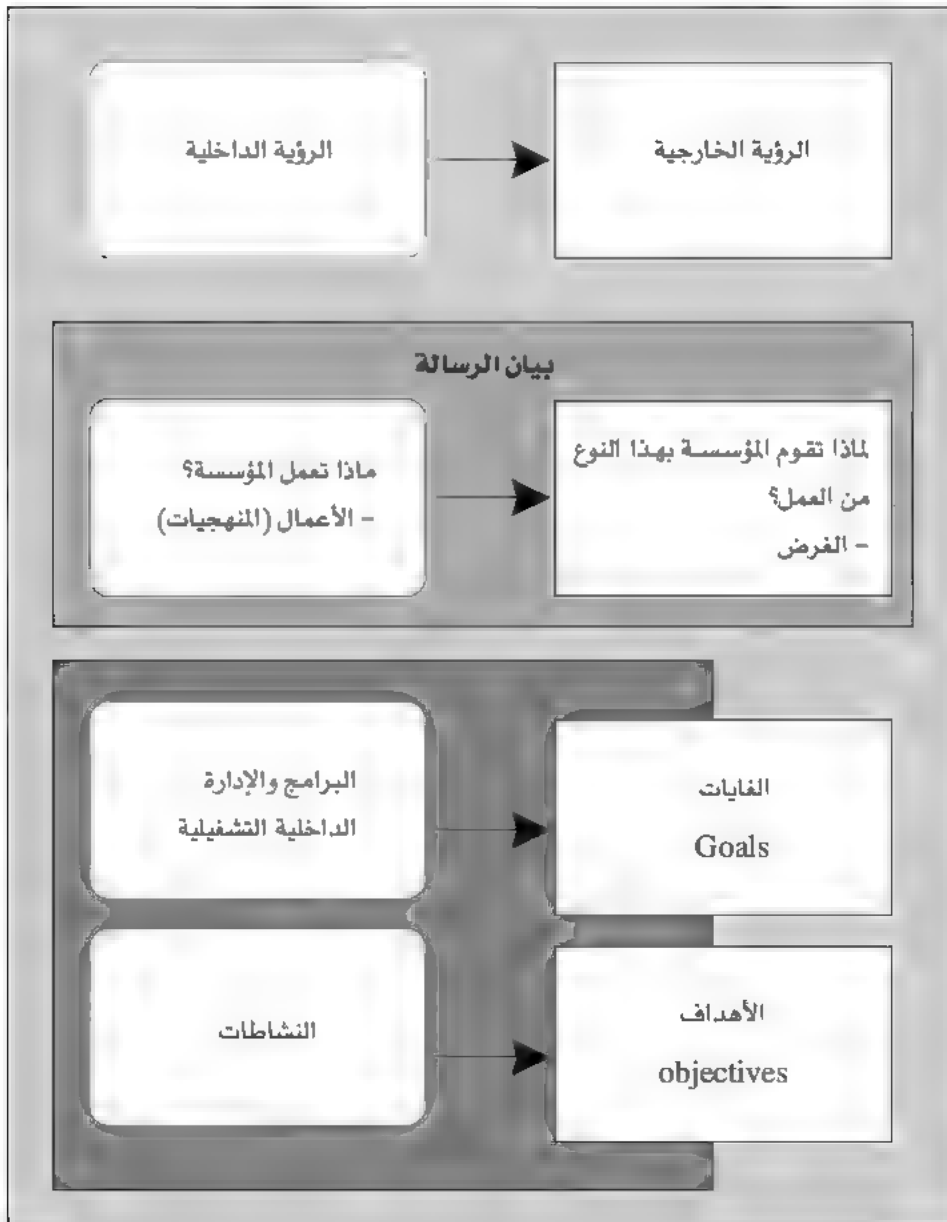 الرؤية الداخلية
الرؤية الخارجية
بيان الرسالة
ماذا تعمل المؤسسة؟
- الأعمال (المنهجيات)
لماذا تقوم المؤسسة بهذا النوع
من العمل؟
- الغرض
البرامج والإدارة
الداخلية التشغيلية
الغايات
Goals
النشاطات
الأهداف
objectives